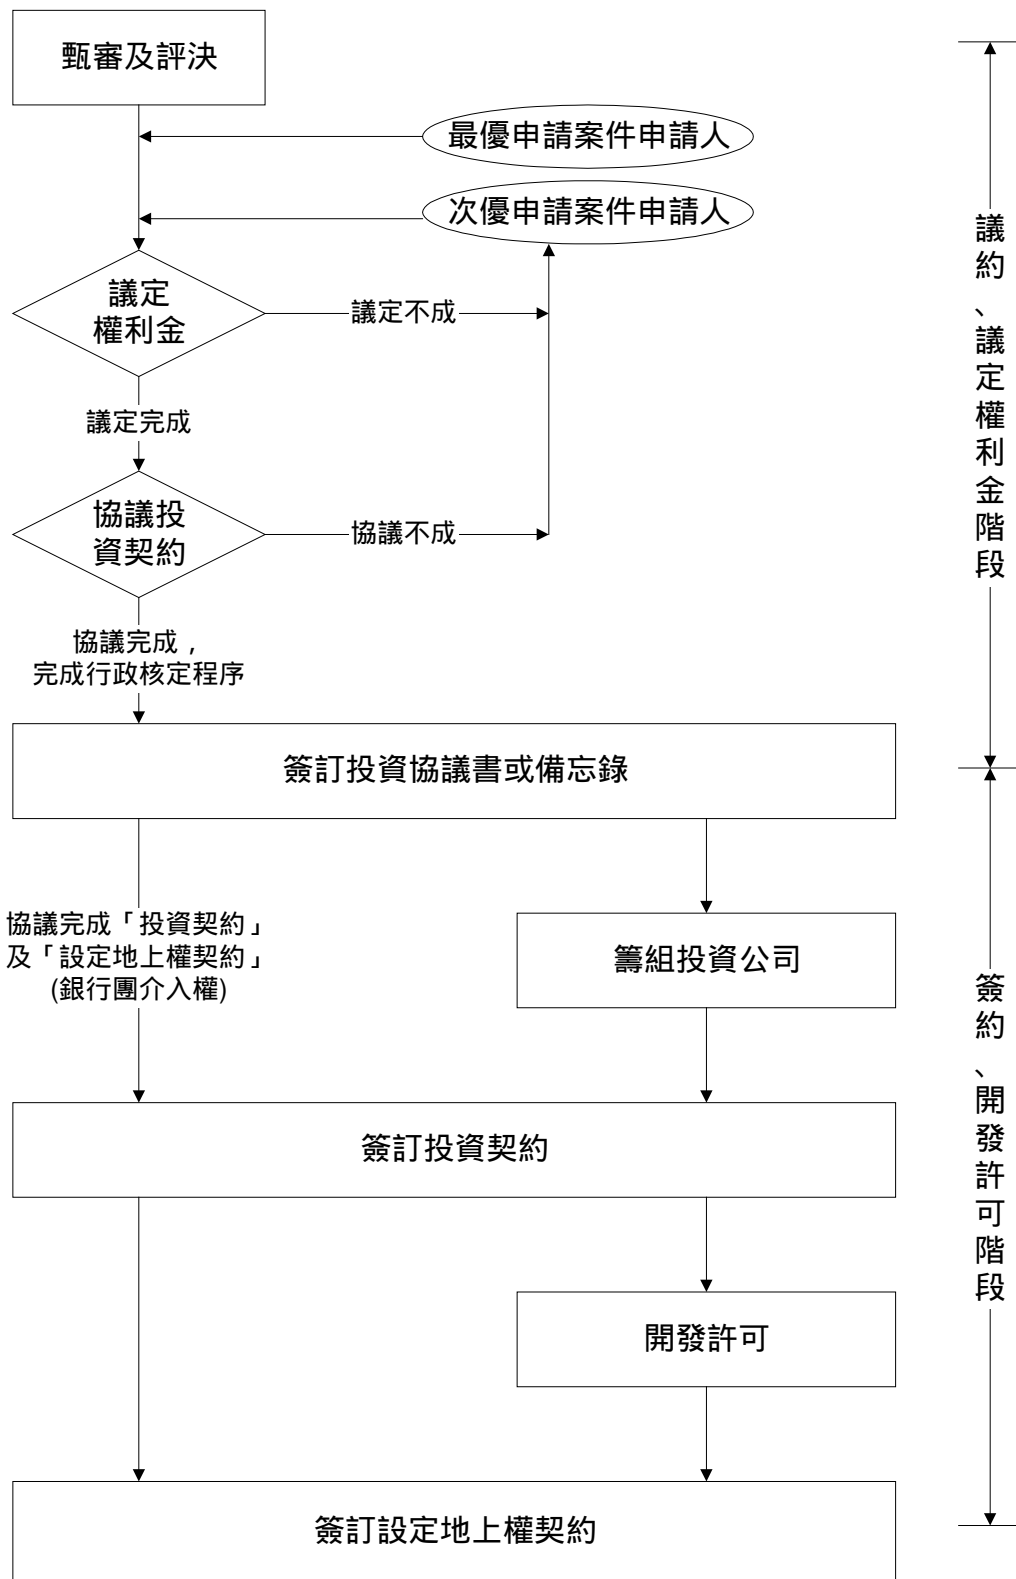 甄審及評決
最優申請案件申請人
次優申請案件申請人
議定
權利金
議定不成
議定完成
協議投
資契約
協議不成
協議完成，
完成行政核定程序
簽訂投資協議書或備忘錄
議約、議定權利金階段
協議完成「投資契約」
及「設定地上權契約」
(銀行團介入權)
籌組投資公司
簽訂投資契約
開發許可
簽訂設定地上權契約
簽約、開發許可階段